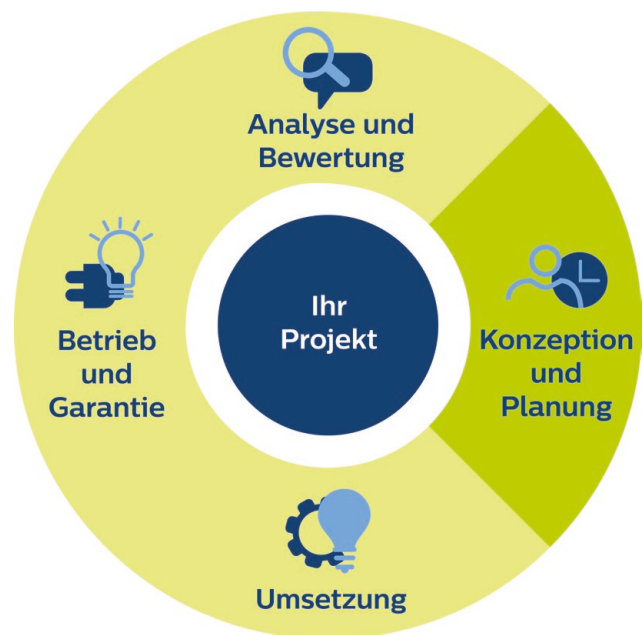 Analyse und
Bewertung
Ihr
Projekt
Konzeption
und
Planung
Umsetzung
Betrieb
und
Garantie